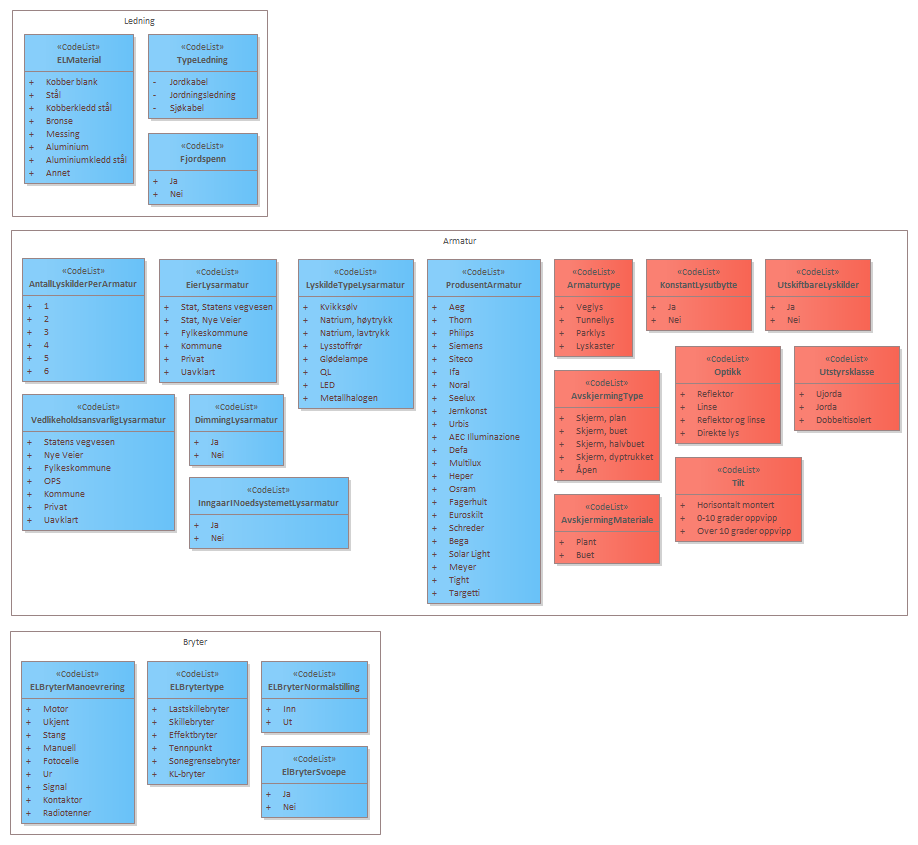 Ledning
«CodeList»
ELMaterial
+ Kobber blank
+ Stål
+ Kobberkledd stål
+ Bronse
+ Messing
+ Aluminium
+ Aluminiumkledd stål
+ Annet
«CodeList»
TypeLedning
- Jordkabel
- Jordningsledning
- Sjøkabel
«CodeList»
Fjordspenn
+ Ja
+ Nei
Armatur
«CodeList»
AntallLyskilderPerArmatur
+ 1
+ 2
+ 3
+ 4
+ 5
+ 6
«CodeList»
EierLysarmatur
+ Stat, Statens vegvesen
+ Stat, Nye Veier
+ Fylkeskommune
+ Kommune
+ Privat
+ Uavklart
«CodeList»
LyskildeTypeLysarmatur
+ Kvikksølv
+ Natrium, høytrykk
+ Natrium, lavtrykk
+ Lysstoffrør
+ Glødelampe
+ QL
+ LED
+ Metallhalogen
«CodeList»
ProdusentArmatur
+ Aeg
+ Thorn
+ Philips
+ Siemens
+ Siteco
+ Ifa
+ Noral
+ Seelux
+ Jernkonst
+ Urbis
+ AEC Illuminazione
+ Defa
+ Multilux
+ Heper
+ Osram
+ Fagerhult
+ Euroskilt
+ Schreder
+ Bega
+ Solar Light
+ Meyer
+ Tight
+ Targetti
«CodeList»
Armaturtype
+ Veglys
+ Tunnellys
+ Parklys
+ Lyskaster
«CodeList»
KonstantLysutbytte
+ Ja
+ Nei
«CodeList»
UtskiftbareLyskilder
+ Ja
+ Nei
«CodeList»
VedlikeholdsansvarligLysarmatur
+ Statens vegvesen
+ Nye Veier
+ Fylkeskommune
+ OPS
+ Kommune
+ Privat
+ Uavklart
«CodeList»
DimmingLysarmatur
+ Ja
+ Nei
«CodeList»
InngaarINoedsystemetLysarmatur
+ Ja
+ Nei
«CodeList»
AvskjermingType
+ Skjerm, plan
+ Skjerm, buet
+ Skjerm, halvbuet
+ Skjerm, dyptrukket
+ Åpen
«CodeList»
Optikk
+ Reflektor
+ Linse
+ Reflektor og linse
+ Direkte lys
«CodeList»
Utstyrsklasse
+ Ujorda
+ Jorda
+ Dobbeltisolert
«CodeList»
AvskjermingMateriale
+ Plant
+ Buet
«CodeList»
Tilt
+ Horisontalt montert
+ 0-10 grader oppvipp
+ Over 10 grader oppvipp
Bryter
«CodeList»
ELBryterManoevrering
+ Motor
+ Ukjent
+ Stang
+ Manuell
+ Fotocelle
+ Ur
+ Signal
+ Kontaktor
+ Radiotenner
«CodeList»
ELBrytertype
+ Lastskillebryter
+ Skillebryter
+ Effektbryter
+ Tennpunkt
+ Sonegrensebryter
+ KL-bryter
«CodeList»
ELBryterNormalstilling
+ Inn
+ Ut
«CodeList»
ElBryterSvoepe
+ Ja
+ Nei